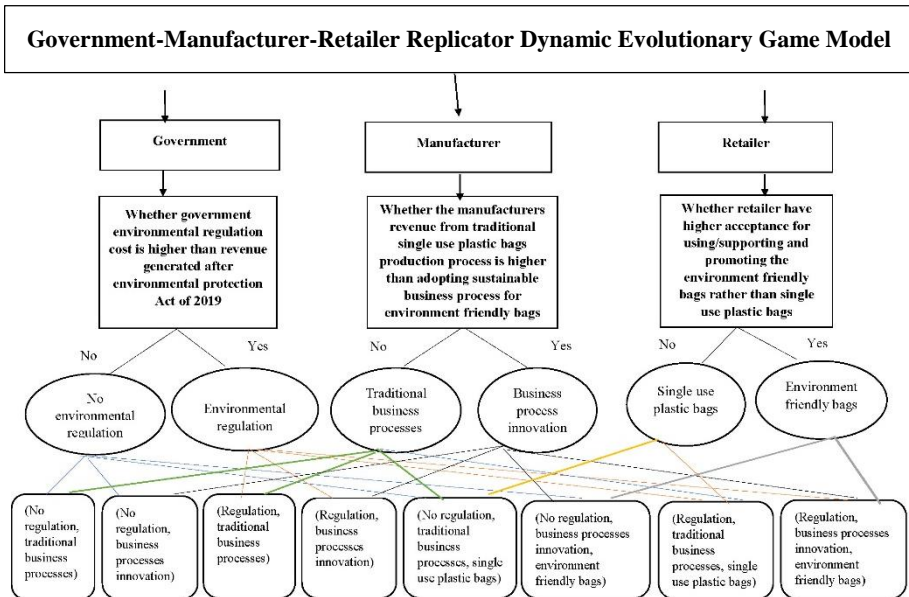 Government-Manufacturer-Retailer Replicator Dynamic Evolutionary Game Model
Government
Manufacturer
Retailer
Whether government
environmental regulation
cost is higher than revenue
generated after
environmental protection
Act of 2019
Whether the manufacturers
revenue from traditional
single use plastic bags
production process is higher
than adopting sustainable
business process for
environment friendly bags
Whether retailer have
higher acceptance for
using/supporting and
promoting the
environment friendly
bags rather than single
use plastic bags
No
Yes
No
Yes
No
Yes
No
environmental
regulation
Environmental
regulation
Traditional
business
processes
Business
process
innovation
Single use
plastic bags
Environment
friendly bags
(No
regulation,
traditional
business
processes)
(No
regulation,
business
processes
innovation)
(Regulation,
traditional
business
processes)
(Regulation,
business
processes
innovation)
(No regulation,
traditional
business
processes, single
use plastic bags)
(No regulation,
business processes
innovation,
environment
friendly bags)
(Regulation,
traditional
business
processes, single
use plastic bags)
(Regulation,
business processes
innovation,
environment
friendly bags)